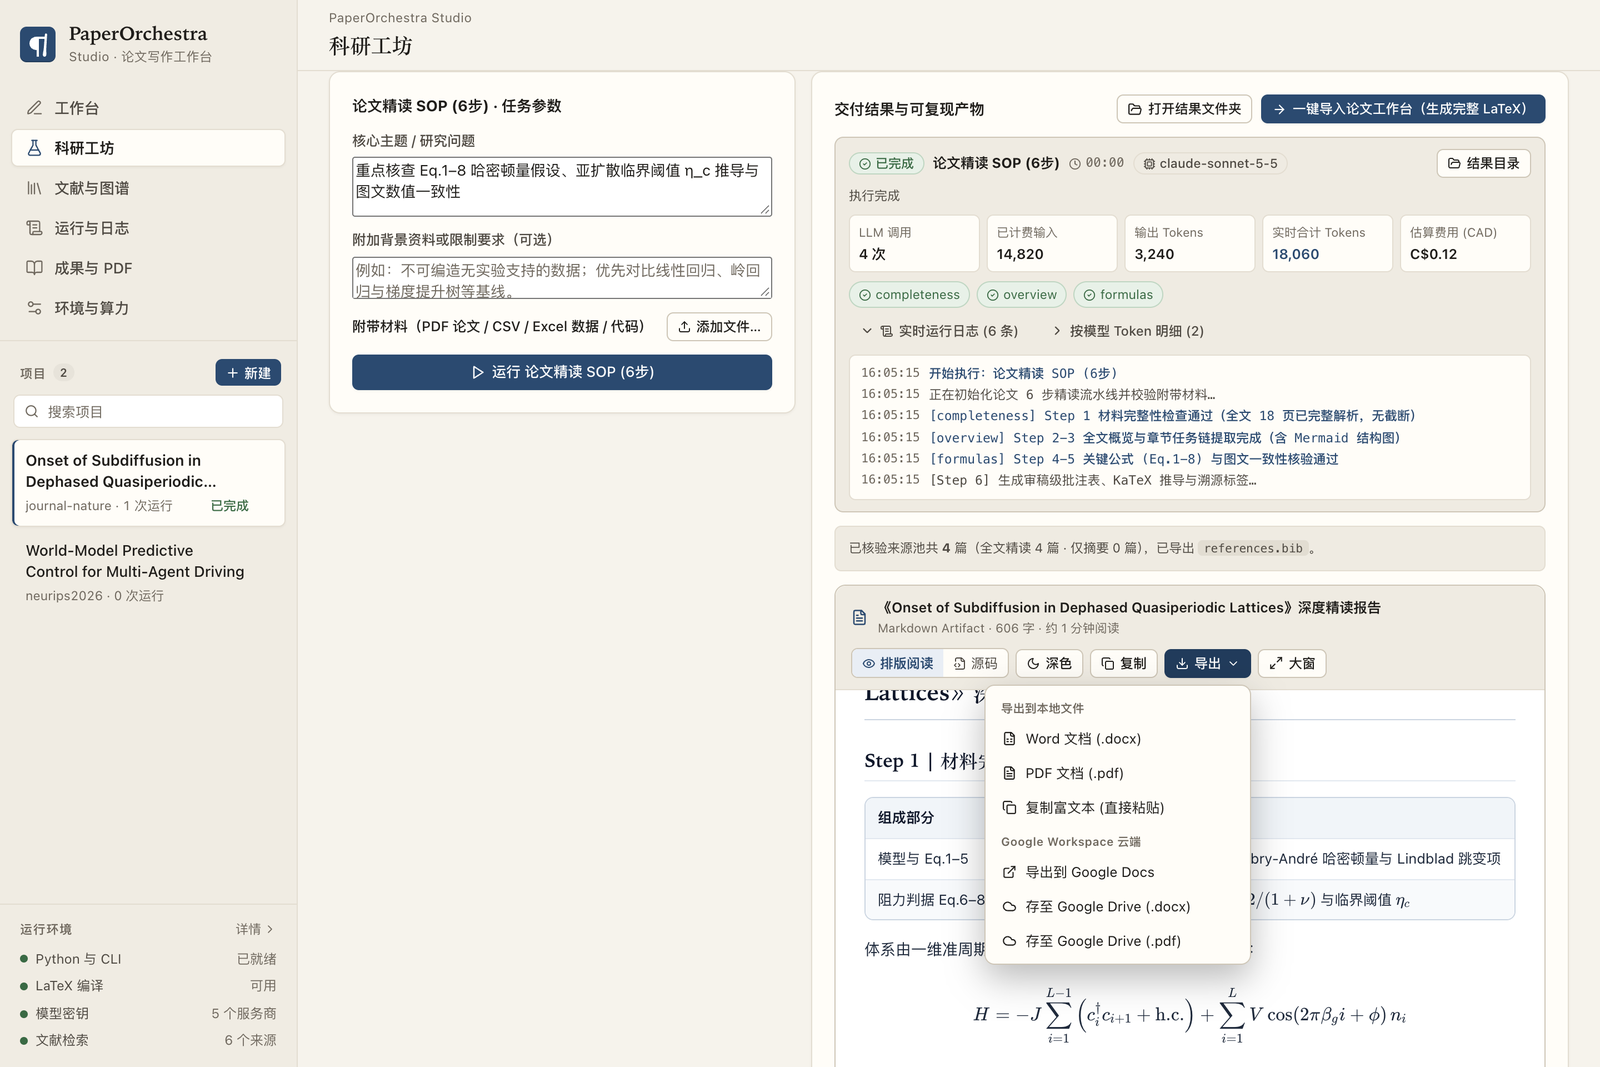 PaperOrchestra
Studio · 论文写作工作台
工作台
科研工坊
文献与图谱
运行与日志
成果与 PDF
环境与算力
项目 2
新建
搜索项目
Onset of Subdiffusion in
Dephased Quasiperiodic...
journal-nature · 1 次运行 已完成
World-Model Predictive
Control for Multi-Agent Driving
neurips2026 · 0 次运行
运行环境 详情
Python 与 CLI 已就绪
LaTeX 编译 可用
模型密钥 5 个服务商
文献检索 6 个来源
PaperOrchestra Studio
科研工坊
论文精读 SOP (6步) · 任务参数
核心主题 / 研究问题
重点核查 Eq.1–8 哈密顿量假设、亚扩散临界阈值 η_c 推导与
图文数值一致性
附加背景资料或限制要求（可选）
例如：不可编造无实验支持的数据；优先对比线性回归、岭回
归与梯度提升树等基线。
附带材料（PDF 论文 / CSV / Excel 数据 / 代码） 添加文件...
运行 论文精读 SOP (6步)
交付结果与可复现产物 打开结果文件夹 一键导入论文工作台（生成完整 LaTeX）
已完成 论文精读 SOP (6步) 00:00 claude-sonnet-5-5 结果目录
执行完成
LLM 调用 已计费输入 输出 Tokens 实时合计 Tokens 估算费用 (CAD)
4 次 14,820 3,240 18,060 C$0.12
completeness overview formulas
实时运行日志 (6 条) 按模型 Token 明细 (2)
16:05:15 开始执行：论文精读 SOP (6步)
16:05:15 正在初始化论文 6 步精读流水线并校验附带材料…
16:05:15 [completeness] Step 1 材料完整性检查通过 (全文 18 页已完整解析，无截断)
16:05:15 [overview] Step 2–3 全文概览与章节任务链提取完成 (含 Mermaid 结构图)
16:05:15 [formulas] Step 4–5 关键公式 (Eq.1–8) 与图文一致性核验通过
16:05:15 [Step 6] 生成审稿级批注表、KaTeX 推导与溯源标签…
已核验来源池共 4 篇（全文精读 4 篇 · 仅摘要 0 篇），已导出 references.bib 。
《Onset of Subdiffusion in Dephased Quasiperiodic Lattices》深度精读报告
Markdown Artifact · 606 字 · 约 1 分钟阅读
排版阅读 源码 深色 复制 导出 大窗
Lattices》
导出到本地文件
Word 文档 (.docx)
PDF 文档 (.pdf)
复制富文本 (直接粘贴)
Google Workspace 云端
导出到 Google Docs
存至 Google Drive (.docx)
存至 Google Drive (.pdf)
Step 1 | 材料
组成部分
模型与 Eq.1–5 bry-André 哈密顿量与 Lindblad 跳变项
阻力判据 Eq.6–8 2/(1 + ν) 与临界阈值 η_c
体系由一维准周期
H = −J ∑_{i=1}^{L−1} (c_i^† c_{i+1} + h.c.) + ∑_{i=1}^{L} V cos(2πβ_g i + ϕ) n_i